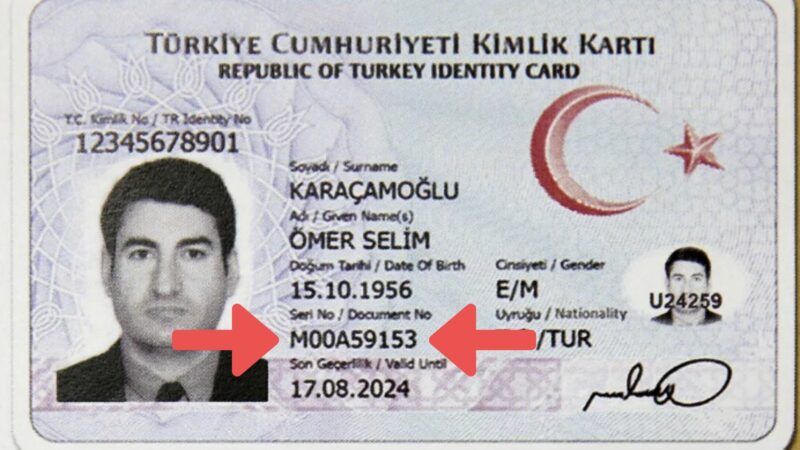 TÜRKİYE CUMHURİYETİ KİMLİK KARTI
REPUBLIC OF TURKEY IDENTITY CARD
T.C. Kimlik No / TR Identity No
12345678901
Soyadı / Surname
KARAÇAMOĞLU
Adı / Given Name(s)
ÖMER SELİM
Doğum Tarihi / Date Of Birth
15.10.1956
Cinsiyeti / Gender
E/M
Seri No / Document No
M00A59153
Uyruğu / Nationality
/TUR
Son Geçerlilik / Valid Until
17.08.2024
U24259